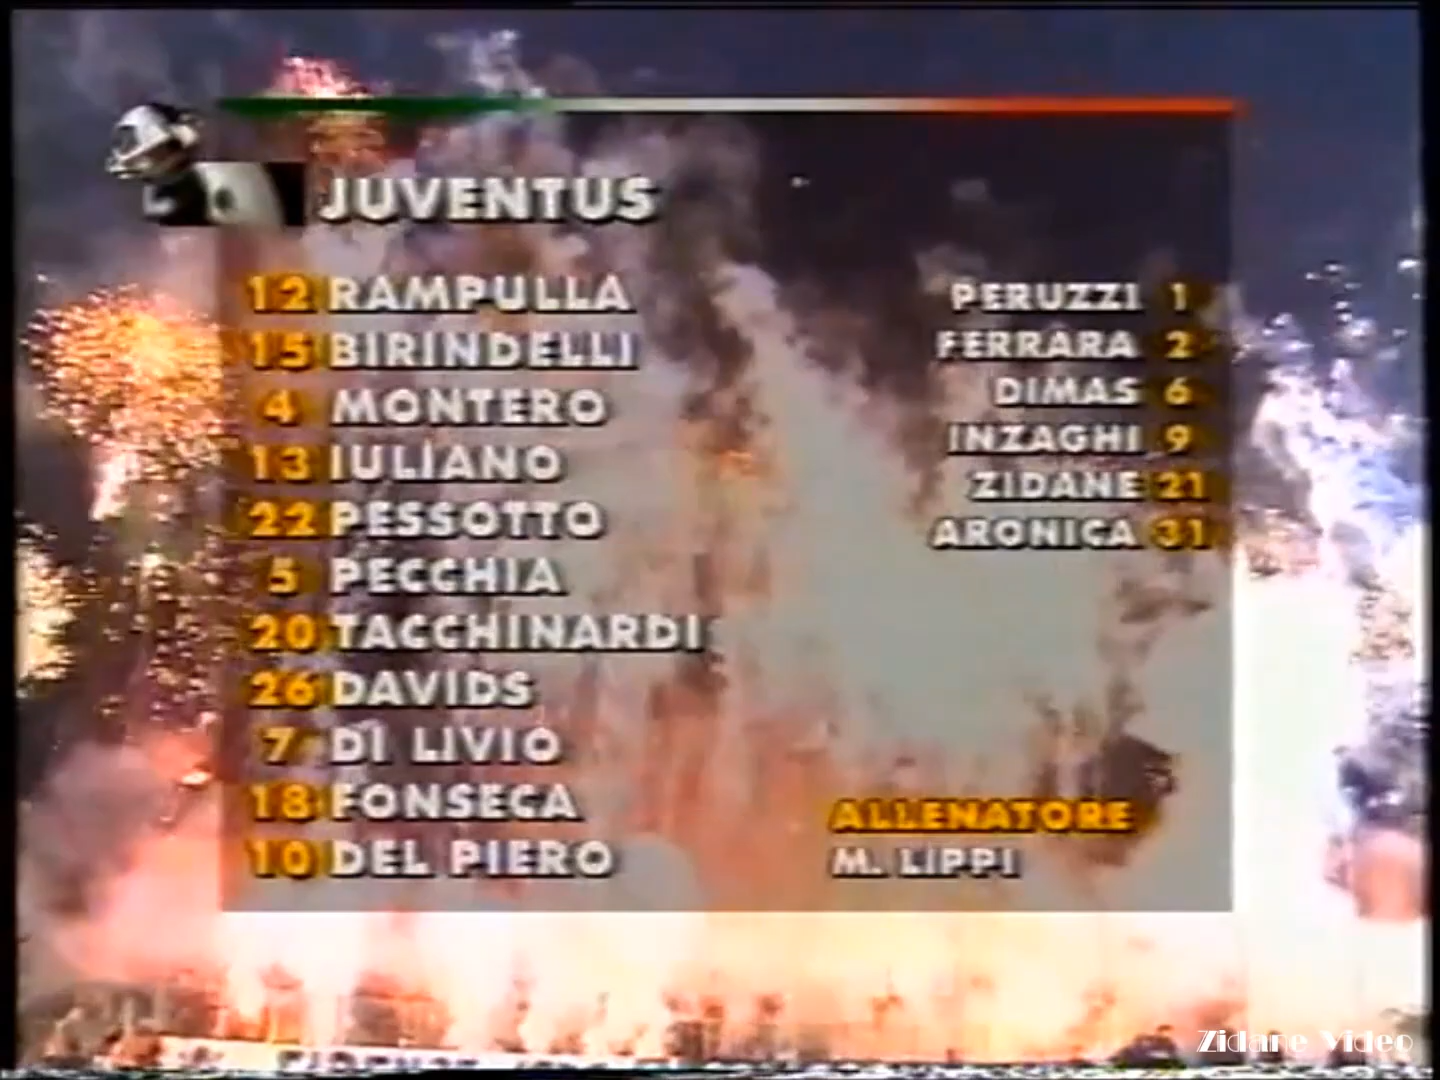 JUVENTUS
12 RAMPULLA
15 BIRINDELLI
4 MONTERO
13 IULIANO
22 PESSOTTO
5 PECCHIA
20 TACCHINARDI
26 DAVIDS
7 DI LIVIO
18 FONSECA
10 DEL PIERO
PERUZZI 1
FERRARA 2
DIMAS 6
INZAGHI 9
ZIDANE 21
ARONICA 31
ALLENATORE
M. LIPPI
Zidane Video